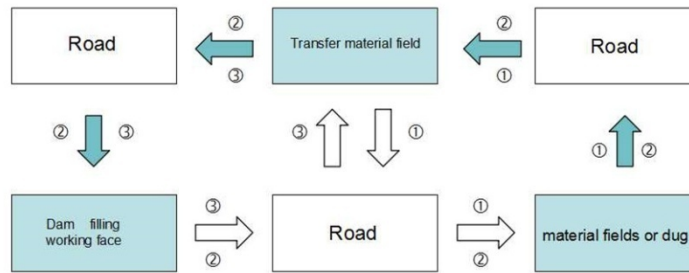 Road
②
③
Transfer material field
②
①
Road
②
③
③
①
①
②
Dam filling
working face
③
②
Road
①
②
material fields or dug